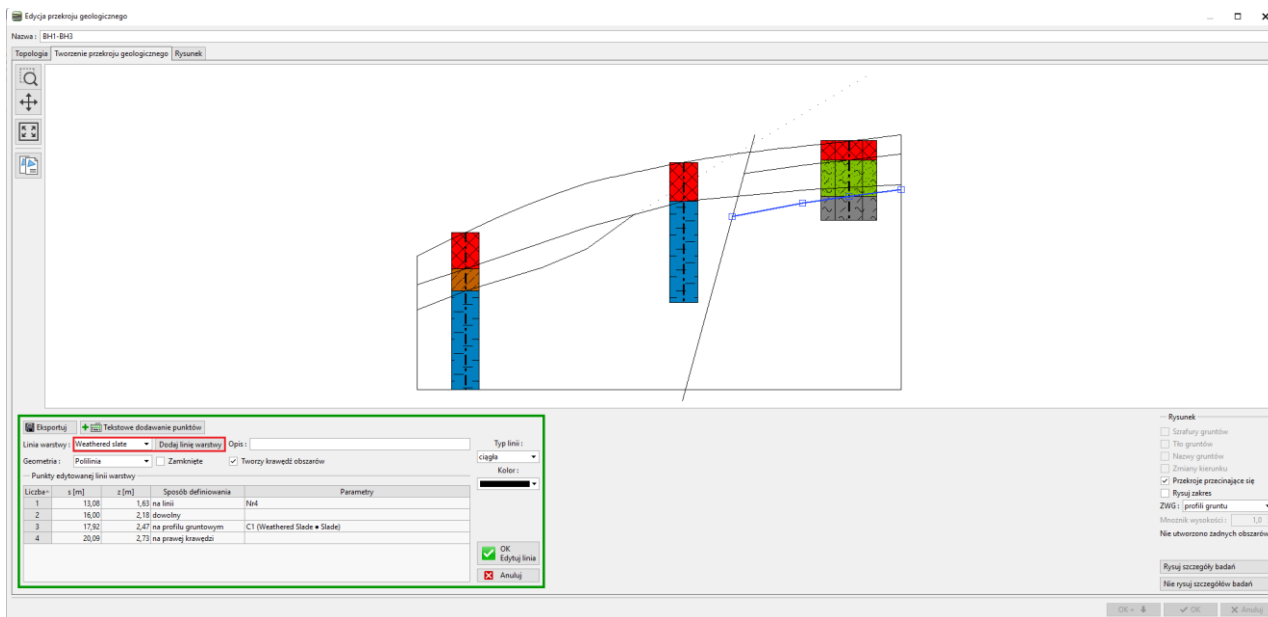 Edycja przekroju geologicznego
Nazwa : BH1-BH3
Topologia Tworzenie przekroju geologicznego Rysunek
Eksportuj Tekstowe dodawanie punktów
Linia warstwy : Weathered slate Dodaj linię warstwy Opis :
Geometria : Polilinia Zamknięte Tworzy krawędź obszarów
Punkty edytowanej linii warstwy
Liczba s [m] z [m] Sposób definiowania Parametry
1 13,08 1,63 na linii Nr4
2 16,00 2,18 dowolny
3 17,92 2,47 na profilu gruntowym C1 (Weathered Slade ● Slade)
4 20,09 2,73 na prawej krawędzi
Typ linii :
ciągła
Kolor :
OK
Edytuj linia
Anuluj
Rysunek
Szrafury gruntów
Tło gruntów
Nazwy gruntów
Zmiany kierunku
Przekroje przecinające się
Rysuj zakres
ZWG : profili gruntu
Mnożnik wysokości : 1,0
Nie utworzono żadnych obszarów
Rysuj szczegóły badań
Nie rysuj szczegółów badań
OK + OK Anuluj